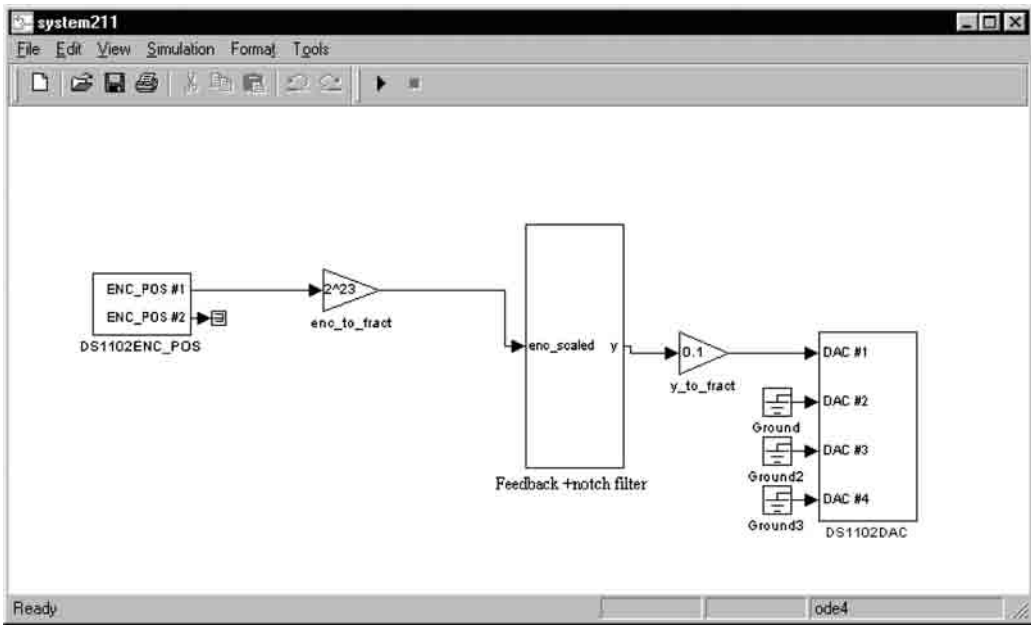 system211
File Edit View Simulation Format Tools
ENC_POS #1
ENC_POS #2
DS1102ENC_POS
2^23
enc_to_fract
enc_scaled y
Feedback +notch filter
0.1
y_to_fract
DAC #1
DAC #2
DAC #3
DAC #4
Ground
Ground2
Ground3
DS1102DAC
Ready
ode4